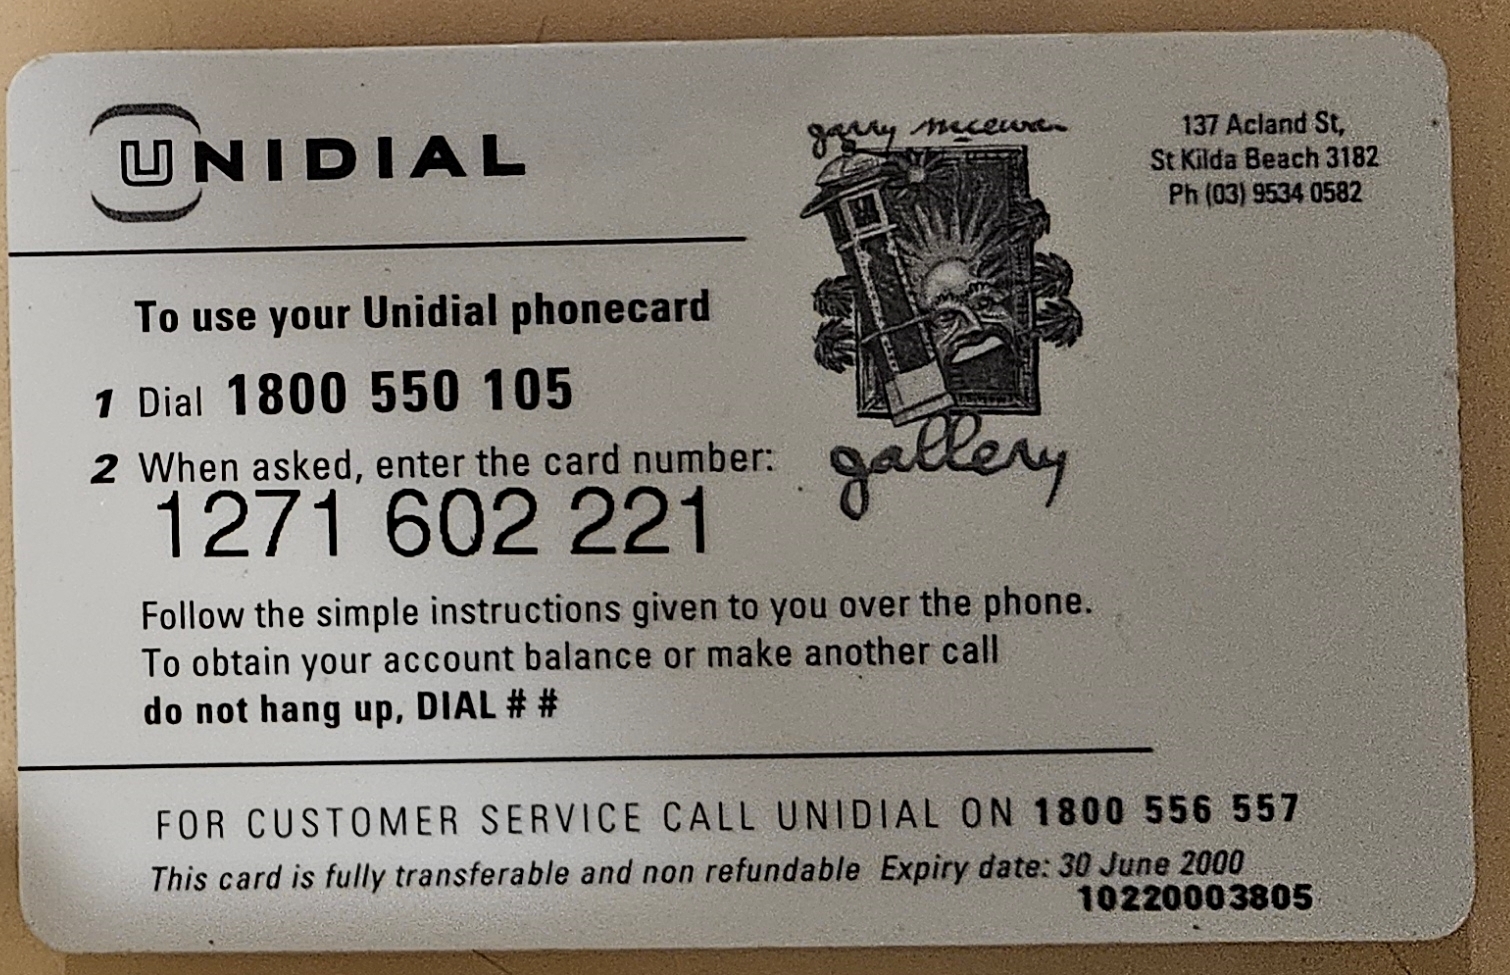 UNIDIAL
garry mcewan
gallery
137 Acland St,
St Kilda Beach 3182
Ph (03) 9534 0582
To use your Unidial phonecard
1 Dial 1800 550 105
2 When asked, enter the card number:
1271 602 221
Follow the simple instructions given to you over the phone.
To obtain your account balance or make another call
do not hang up, DIAL # #
FOR CUSTOMER SERVICE CALL UNIDIAL ON 1800 556 557
This card is fully transferable and non refundable Expiry date: 30 June 2000
10220003805